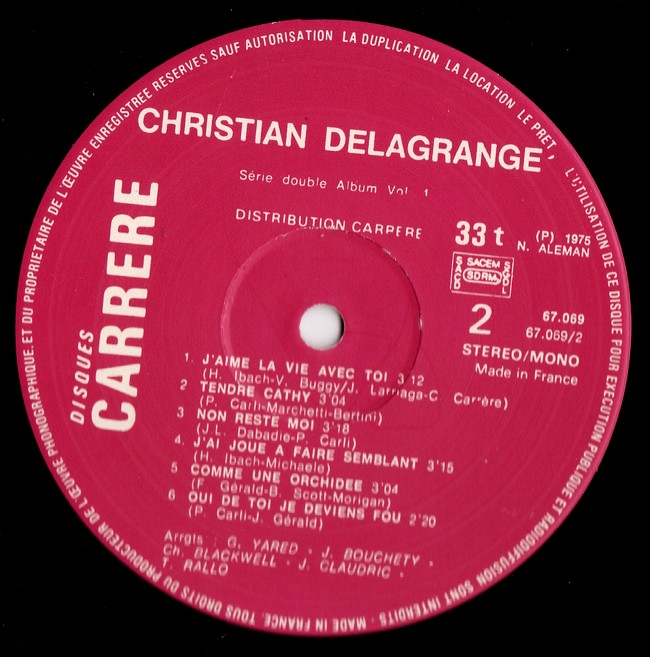 TOUS DROITS DU PRODUCTEUR DE L'ŒUVRE PHONOGRAPHIQUE ET DU PROPRIETAIRE DE L'ŒUVRE ENREGISTREE RESERVES SAUF AUTORISATION LA DUPLICATION LA LOCATION LE PRET, L'UTILISATION DE CE DISQUE POUR EXECUTION PUBLIQUE ET RADIODIFFUSION SONT INTERDITS - MADE IN FRANCE.
CHRISTIAN DELAGRANGE
Série double Album Vol 1
DISTRIBUTION CARRERE
DISQUES
CARRERE
33 t
(P) 1975
N. ALEMAN
SACEM
SACD
SDRM
SGDL
2
67.069
67.069/2
STEREO/MONO
Made in France
1. J'AIME LA VIE AVEC TOI 3'12
(H. Ibach-V. Buggy/J. Larriaga-C. Carrère)
2 TENDRE CATHY 3'04
(P. Carli-Marchetti-Bertini)
3 NON RESTE MOI 3'18
(J.L. Dabadie-P. Carli)
4. J'AI JOUE A FAIRE SEMBLANT 3'15
(H. Ibach-Michaele)
5 COMME UNE ORCHIDEE 3'04
(F. Gérald-B. Scott-Morigan)
6 OUI DE TOI JE DEVIENS FOU 2'20
(P. Carli-J. Gérald)
Arrgts : G. YARED - J. BOUCHETY -
Ch. BLACKWELL - J. CLAUDRIC -
T. RALLO